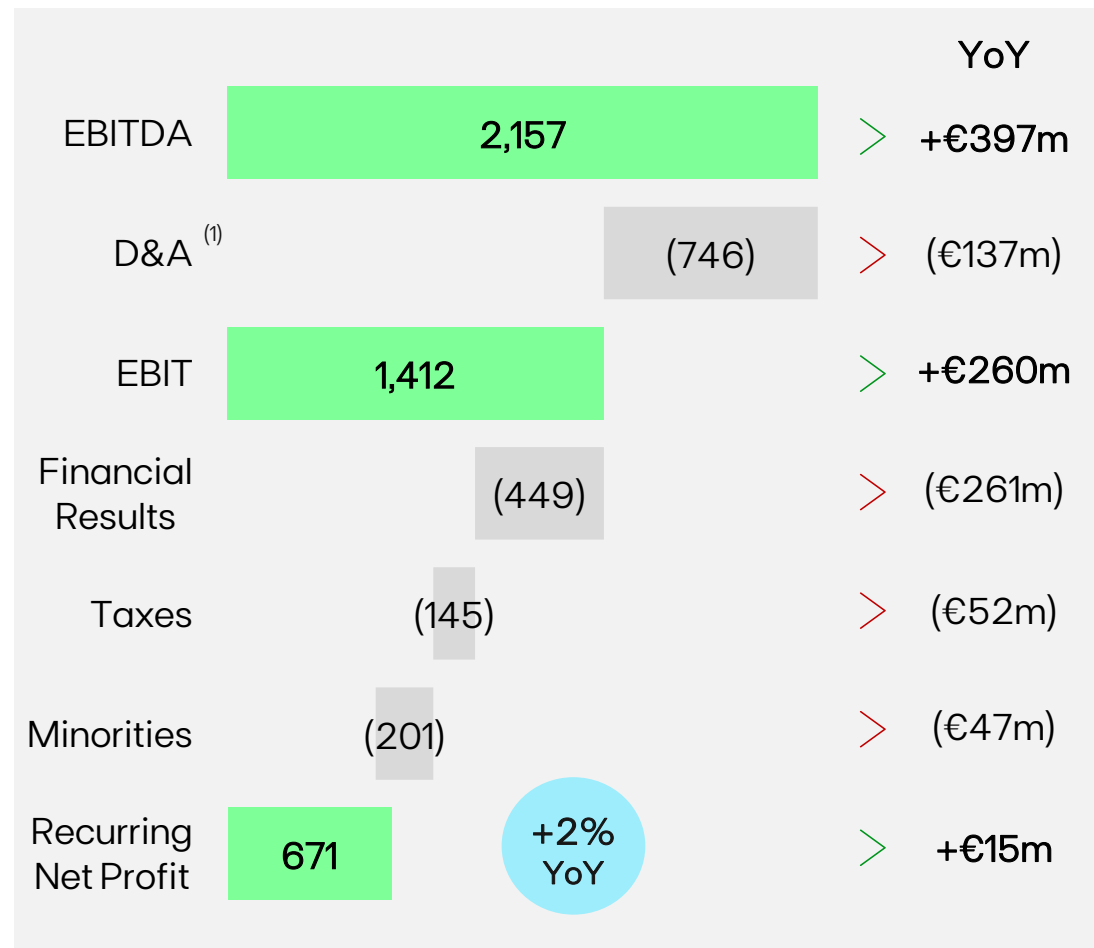 YoY
EBITDA 2,157 +€397m
D&A (1) (746) (€137m)
EBIT 1,412 +€260m
Financial
Results (449) (€261m)
Taxes (145) (€52m)
Minorities (201) (€47m)
Recurring
Net Profit 671 +2%
YoY +€15m